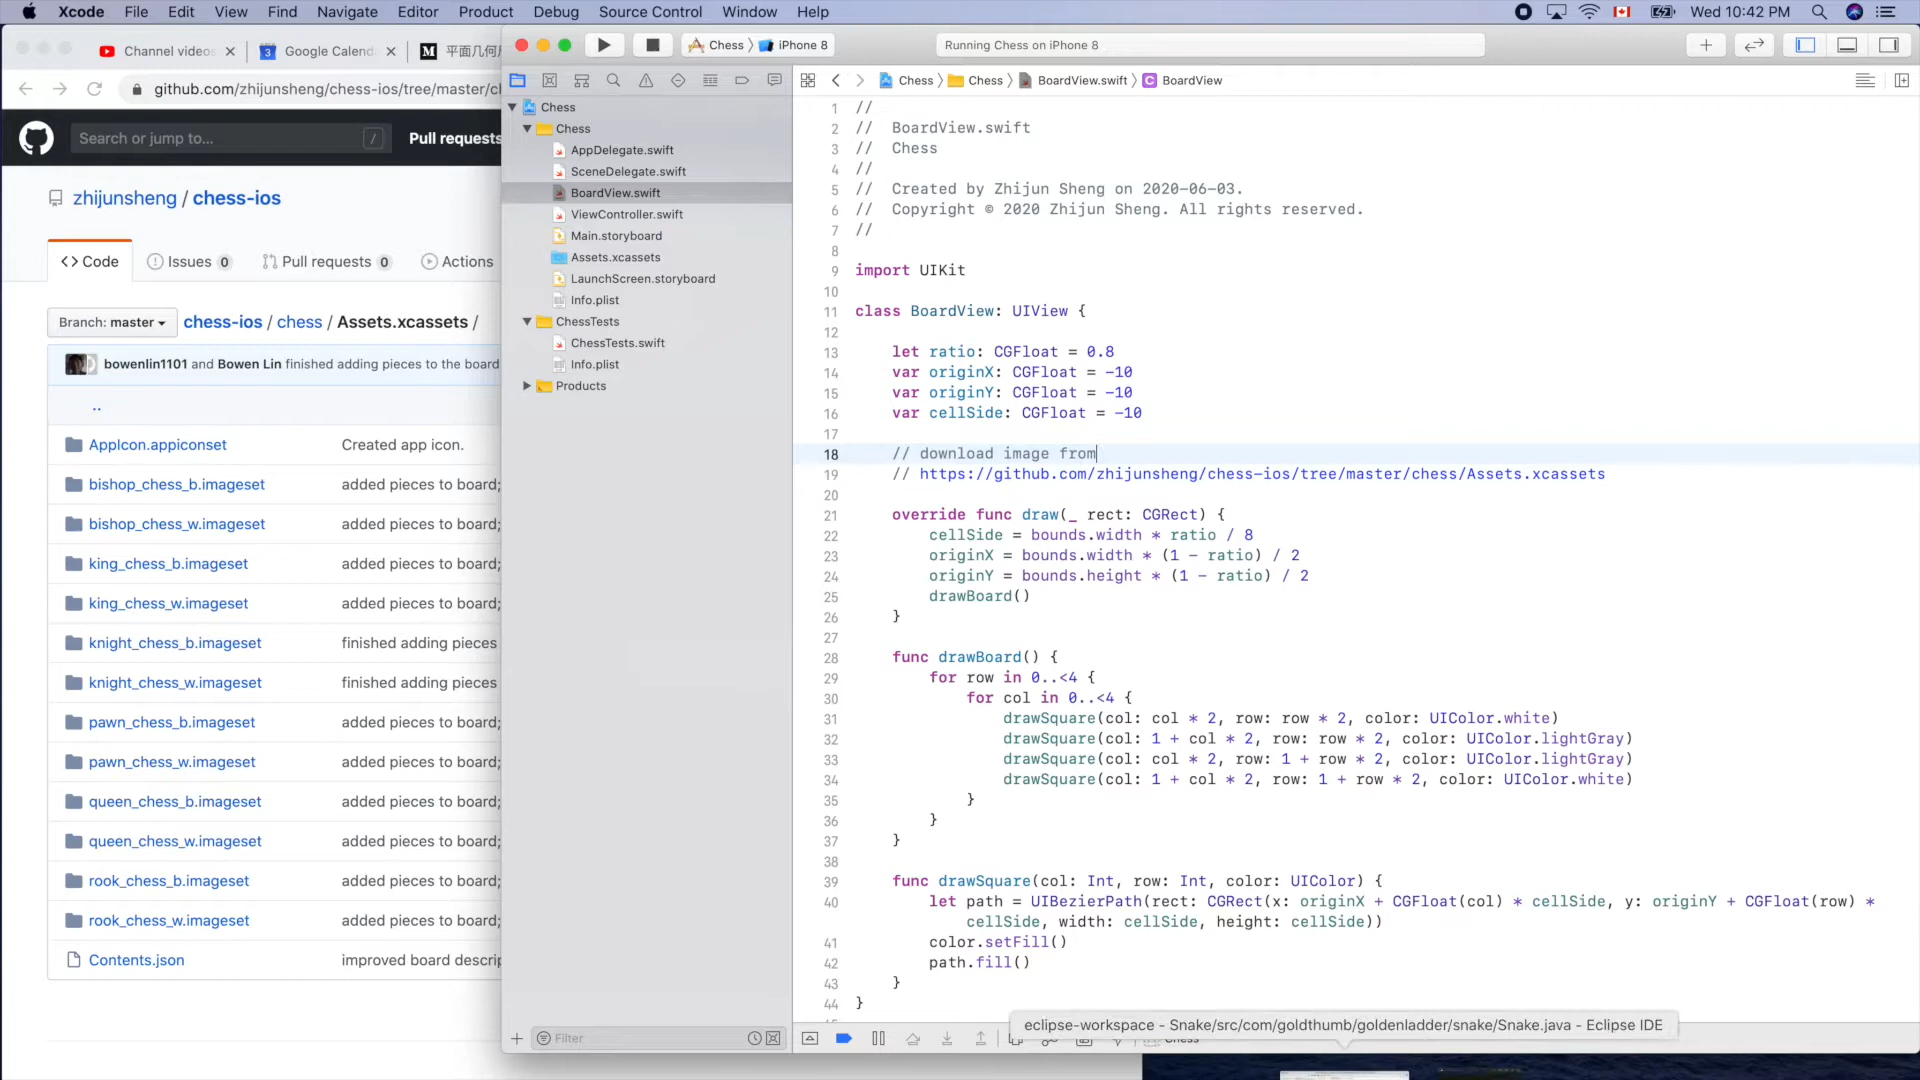 Xcode File Edit View Find Navigate Editor Product Debug Source Control Window Help Wed 10:42 PM
Channel videos Google Calend 3 M 平面几何
github.com/zhijunsheng/chess-ios/tree/master/c
Search or jump to... / Pull requests
zhijunsheng / chess-ios
<> Code Issues 0 Pull requests 0 Actions
Branch: master chess-ios / chess / Assets.xcassets /
bowenlin1101 and Bowen Lin finished adding pieces to the board
..
AppIcon.appiconset Created app icon.
bishop_chess_b.imageset added pieces to board;
bishop_chess_w.imageset added pieces to board;
king_chess_b.imageset added pieces to board;
king_chess_w.imageset added pieces to board;
knight_chess_b.imageset finished adding pieces
knight_chess_w.imageset finished adding pieces
pawn_chess_b.imageset added pieces to board;
pawn_chess_w.imageset added pieces to board;
queen_chess_b.imageset added pieces to board;
queen_chess_w.imageset added pieces to board;
rook_chess_b.imageset added pieces to board;
rook_chess_w.imageset added pieces to board;
Contents.json improved board descrip
Chess iPhone 8 Running Chess on iPhone 8
Chess
Chess
AppDelegate.swift
SceneDelegate.swift
BoardView.swift
ViewController.swift
Main.storyboard
Assets.xcassets
LaunchScreen.storyboard
Info.plist
ChessTests
ChessTests.swift
Info.plist
Products
Filter
Chess Chess BoardView.swift C BoardView
1 //
2 // BoardView.swift
3 // Chess
4 //
5 // Created by Zhijun Sheng on 2020-06-03.
6 // Copyright © 2020 Zhijun Sheng. All rights reserved.
7 //
8
9 import UIKit
10
11 class BoardView: UIView {
12
13 let ratio: CGFloat = 0.8
14 var originX: CGFloat = -10
15 var originY: CGFloat = -10
16 var cellSide: CGFloat = -10
17
18 // download image from
19 // https://github.com/zhijunsheng/chess-ios/tree/master/chess/Assets.xcassets
20
21 override func draw(_ rect: CGRect) {
22 cellSide = bounds.width * ratio / 8
23 originX = bounds.width * (1 - ratio) / 2
24 originY = bounds.height * (1 - ratio) / 2
25 drawBoard()
26 }
27
28 func drawBoard() {
29 for row in 0..<4 {
30 for col in 0..<4 {
31 drawSquare(col: col * 2, row: row * 2, color: UIColor.white)
32 drawSquare(col: 1 + col * 2, row: row * 2, color: UIColor.lightGray)
33 drawSquare(col: col * 2, row: 1 + row * 2, color: UIColor.lightGray)
34 drawSquare(col: 1 + col * 2, row: 1 + row * 2, color: UIColor.white)
35 }
36 }
37 }
38
39 func drawSquare(col: Int, row: Int, color: UIColor) {
40 let path = UIBezierPath(rect: CGRect(x: originX + CGFloat(col) * cellSide, y: originY + CGFloat(row) *
cellSide, width: cellSide, height: cellSide))
41 color.setFill()
42 path.fill()
43 }
44 }
eclipse-workspace - Snake/src/com/goldthumb/goldenladder/snake/Snake.java - Eclipse IDE